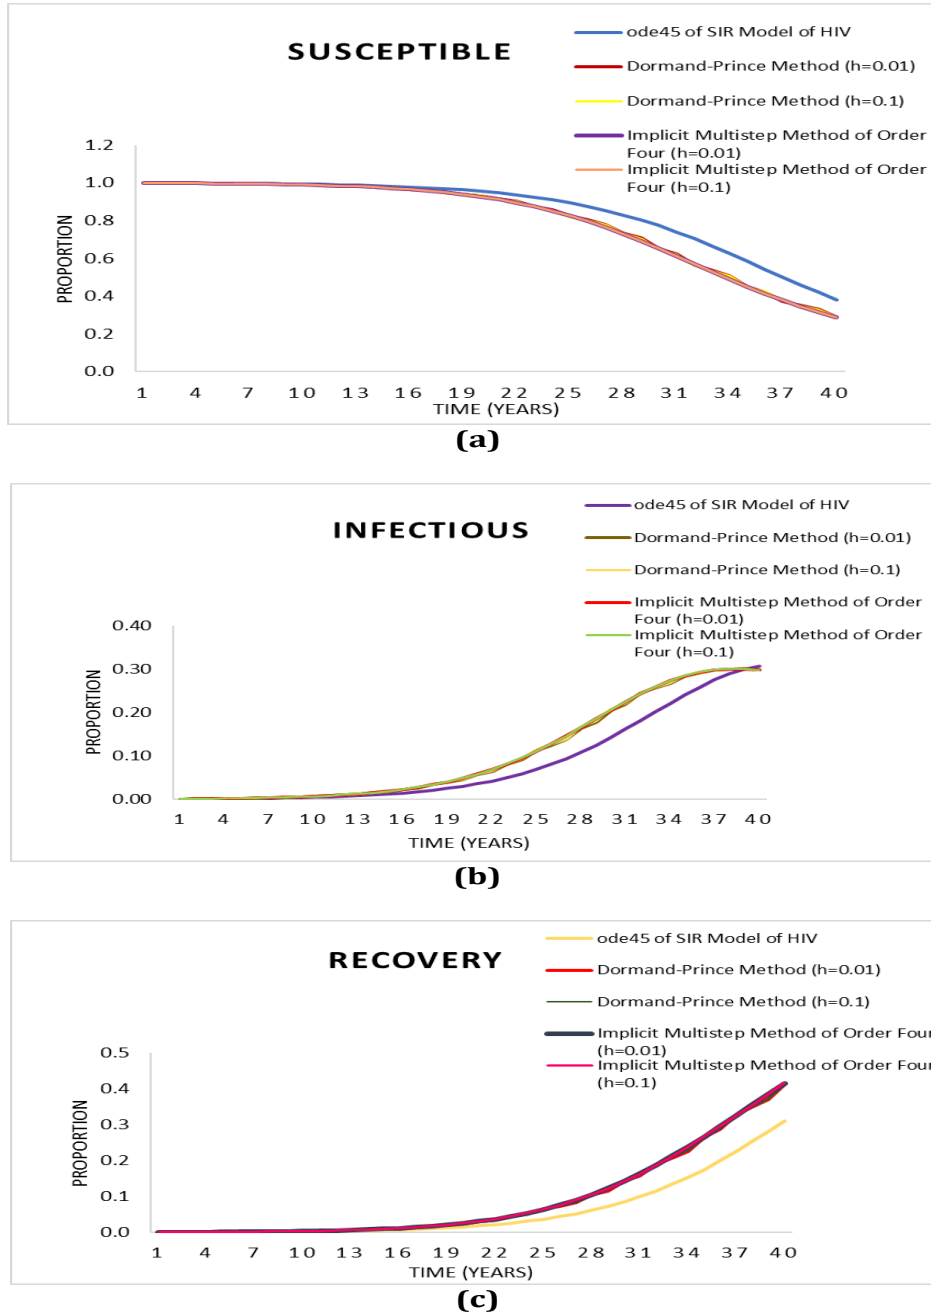 SUSCEPTIBLE
ode45 of SIR Model of HIV
Dormand-Prince Method (h=0.01)
Dormand-Prince Method (h=0.1)
Implicit Multistep Method of Order
Four (h=0.01)
Implicit Multistep Method of Order
Four (h=0.1)
PROPORTION
1.2
1.0
0.8
0.6
0.4
0.2
0.0
1 4 7 10 13 16 19 22 25 28 31 34 37 40
TIME (YEARS)
(a)
INFECTIOUS
ode45 of SIR Model of HIV
Dormand-Prince Method (h=0.01)
Dormand-Prince Method (h=0.1)
Implicit Multistep Method of Order
Four (h=0.01)
Implicit Multistep Method of Order
Four (h=0.1)
PROPORTION
0.40
0.30
0.20
0.10
0.00
1 4 7 10 13 16 19 22 25 28 31 34 37 40
TIME (YEARS)
(b)
RECOVERY
ode45 of SIR Model of HIV
Dormand-Prince Method (h=0.01)
Dormand-Prince Method (h=0.1)
Implicit Multistep Method of Order Four
(h=0.01)
Implicit Multistep Method of Order Four
(h=0.1)
PROPORTION
0.5
0.4
0.3
0.2
0.1
0.0
1 4 7 10 13 16 19 22 25 28 31 34 37 40
TIME (YEARS)
(c)